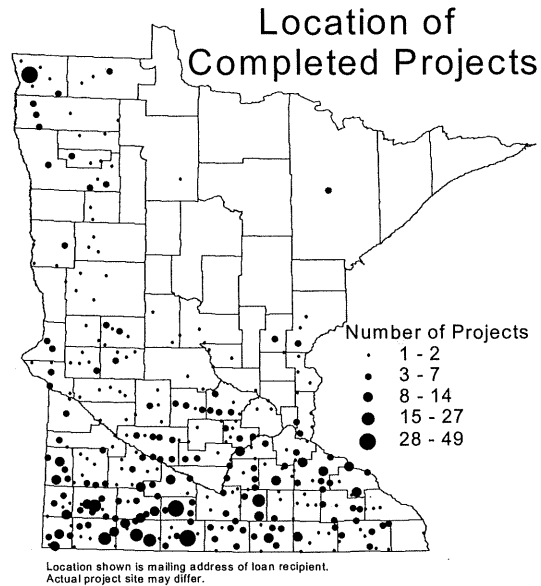 Location of
Completed Projects
Number of Projects
1 - 2
3 - 7
8 - 14
15 - 27
28 - 49
Location shown is mailing address of loan recipient.
Actual project site may differ.